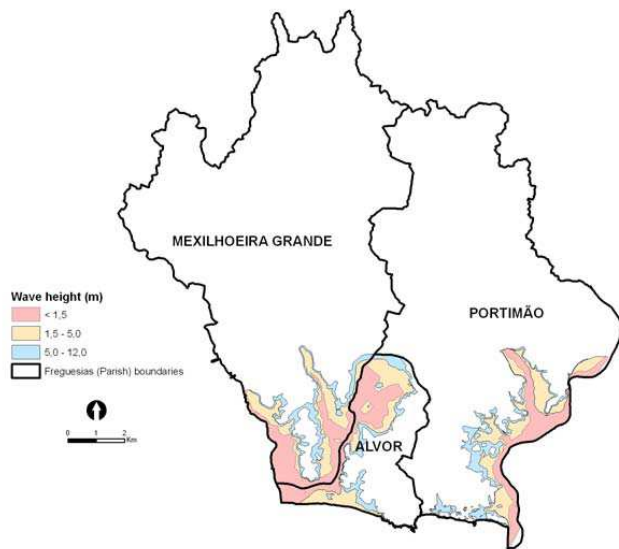 MEXILHOEIRA GRANDE
PORTIMÃO
ALVOR
Wave height (m)
< 1,5
1,5 - 5,0
5,0 - 12,0
Freguesias (Parish) boundaries
0 1 2
Km